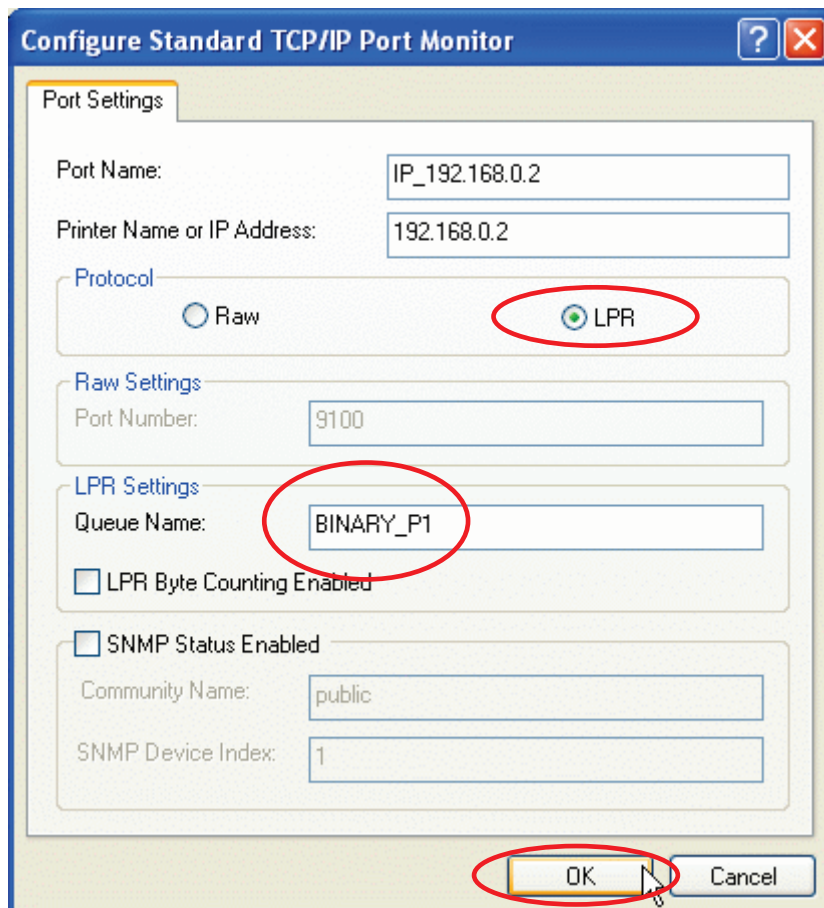 Configure Standard TCP/IP Port Monitor
Port Settings
Port Name: IP_192.168.0.2
Printer Name or IP Address: 192.168.0.2
Protocol
Raw LPR
Raw Settings
Port Number: 9100
LPR Settings
Queue Name: BINARY_P1
LPR Byte Counting Enabled
SNMP Status Enabled
Community Name: public
SNMP Device Index: 1
OK Cancel